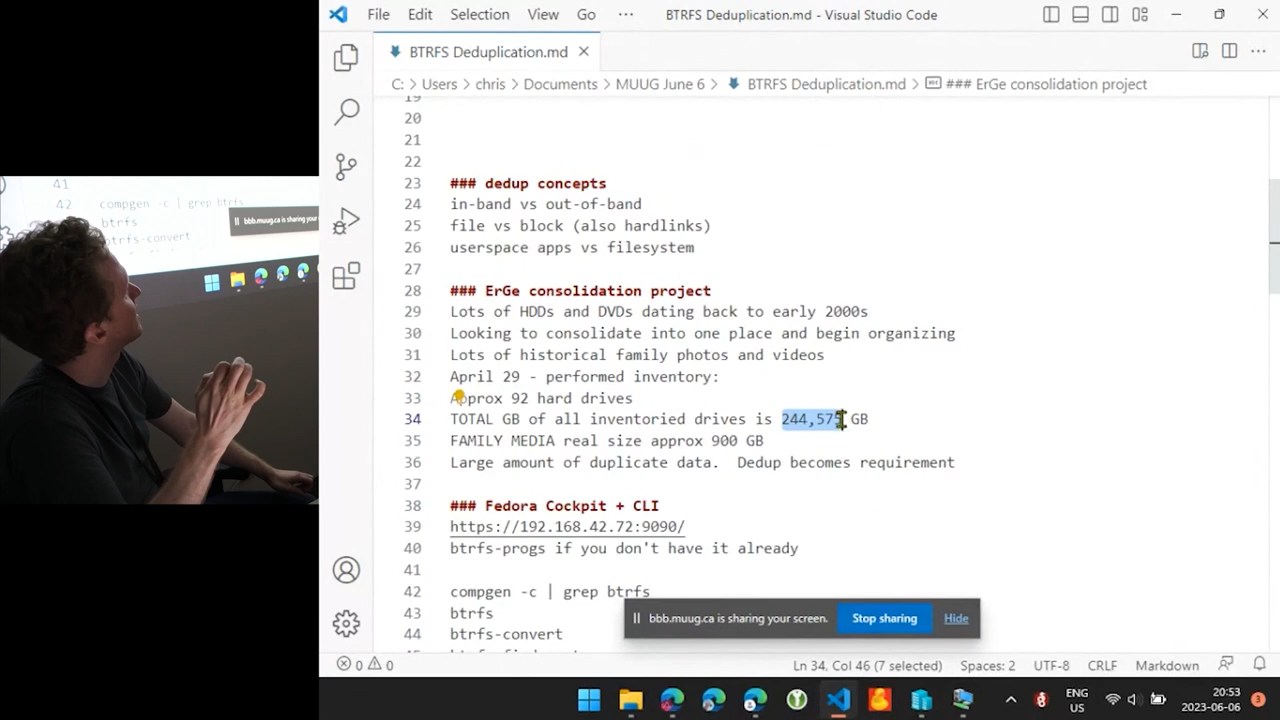 File Edit Selection View Go ··· BTRFS Deduplication.md - Visual Studio Code
BTRFS Deduplication.md
C: > Users > chris > Documents > MUUG June 6 > BTRFS Deduplication.md > ### ErGe consolidation project
19
20
21
22
23 ### dedup concepts
24 in-band vs out-of-band
25 file vs block (also hardlinks)
26 userspace apps vs filesystem
27
28 ### ErGe consolidation project
29 Lots of HDDs and DVDs dating back to early 2000s
30 Looking to consolidate into one place and begin organizing
31 Lots of historical family photos and videos
32 April 29 - performed inventory:
33 Approx 92 hard drives
34 TOTAL GB of all inventoried drives is 244,575 GB
35 FAMILY MEDIA real size approx 900 GB
36 Large amount of duplicate data. Dedup becomes requirement
37
38 ### Fedora Cockpit + CLI
39 https://192.168.42.72:9090/
40 btrfs-progs if you don't have it already
41
42 compgen -c | grep btrfs
43 btrfs
44 btrfs-convert
bbb.muug.ca is sharing your screen. Stop sharing Hide
0 0 Ln 34, Col 46 (7 selected) Spaces: 2 UTF-8 CRLF Markdown
ENG US 20:53 2023-06-06 3
41
42 compgen -c | grep btrfs
btrfs
btrfs-convert
bbb.muug.ca is sharing your